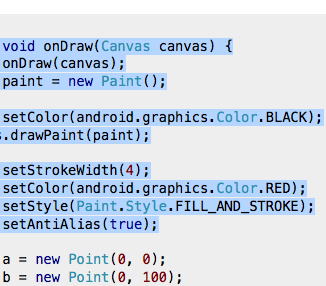 void onDraw(Canvas canvas) {
onDraw(canvas);
paint = new Paint();
setColor(android.graphics.Color.BLACK);
s.drawPaint(paint);
setStrokeWidth(4);
setColor(android.graphics.Color.RED);
setStyle(Paint.Style.FILL_AND_STROKE);
setAntiAlias(true);
a = new Point(0, 0);
b = new Point(0, 100);